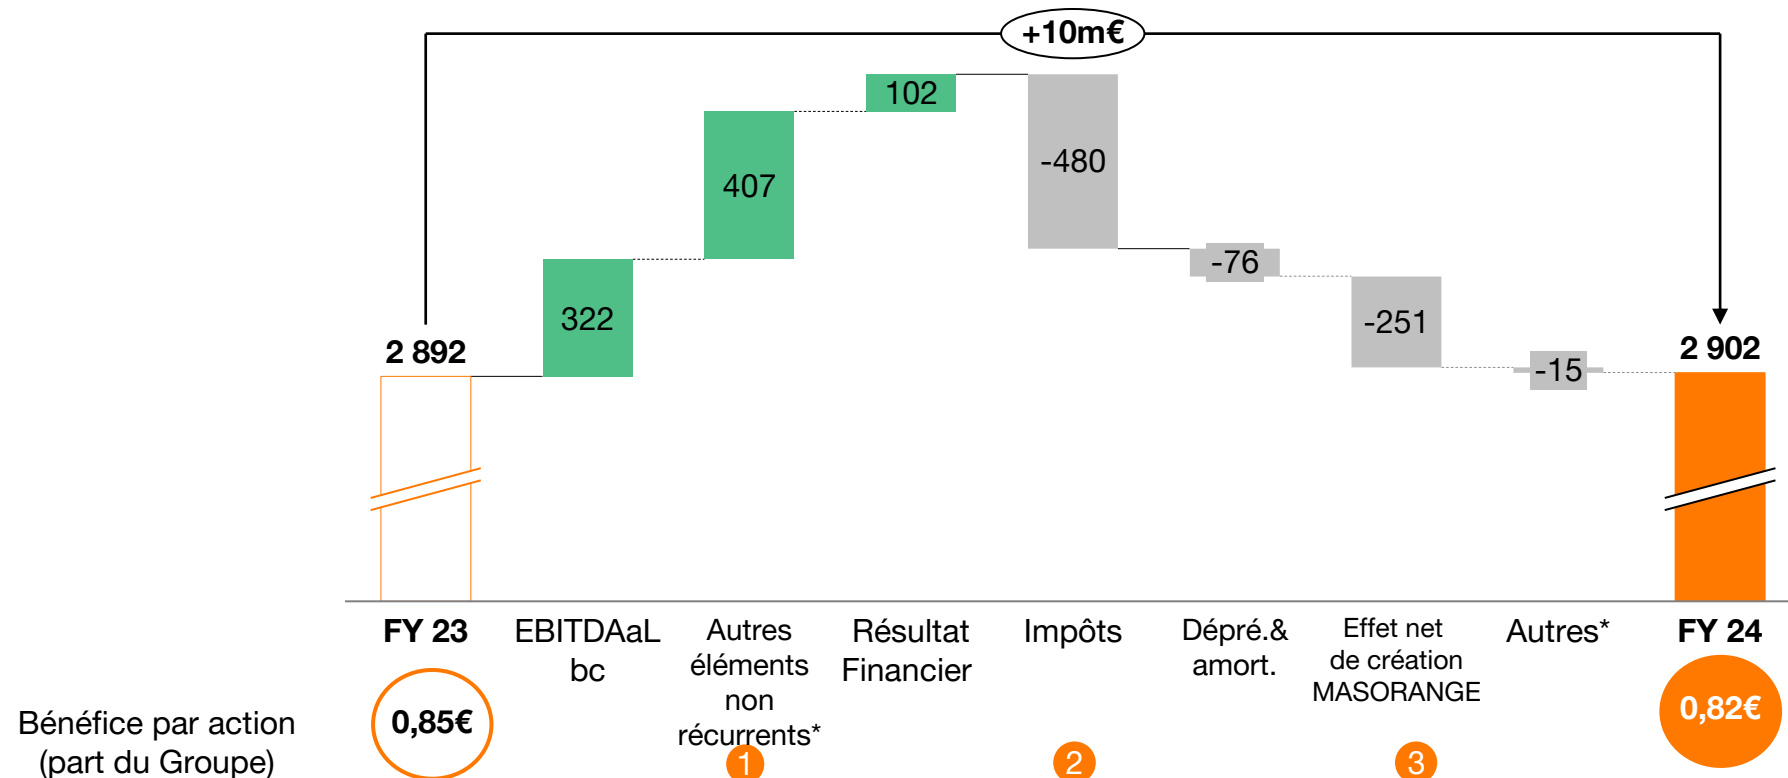 +10m€
102
-480
407
-76
322
-251
2 892
-15
2 902
FY 23
EBITDAaL
bc
Autres
éléments
non
récurrents*
1
Résultat
Financier
Impôts
2
Dépré.&
amort.
Effet net
de création
MASORANGE
3
Autres*
FY 24
Bénéfice par action
(part du Groupe)
0,85€
0,82€